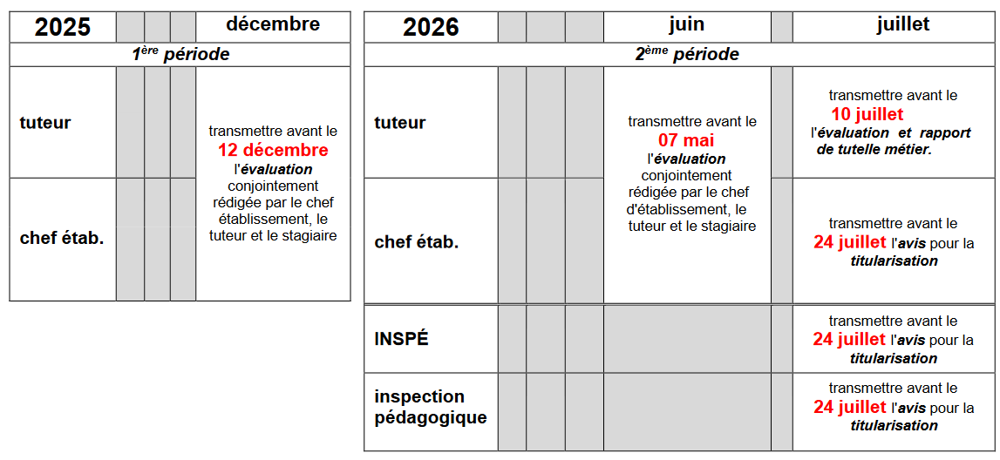 2025 décembre
1ère période
tuteur
transmettre avant le
12 décembre
l'évaluation
conjointement
rédigée par le chef
établissement, le
tuteur et le stagiaire
chef étab.
2026 juin juillet
2ème période
tuteur
transmettre avant le
07 mai
l'évaluation
conjointement
rédigée par le chef
d'établissement, le
tuteur et le stagiaire
transmettre avant le
10 juillet
l'évaluation et rapport
de tutelle métier.
chef étab.
transmettre avant le
24 juillet l'avis pour la
titularisation
INSPÉ
transmettre avant le
24 juillet l'avis pour la
titularisation
inspection
pédagogique
transmettre avant le
24 juillet l'avis pour la
titularisation